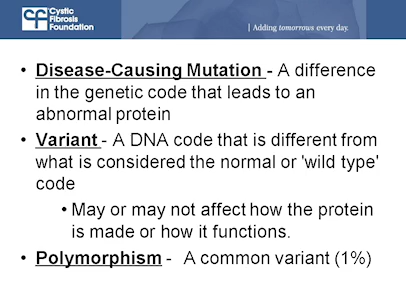 Cystic
Fibrosis
Foundation
Adding tomorrows every day.
• Disease-Causing Mutation - A difference
in the genetic code that leads to an
abnormal protein
• Variant - A DNA code that is different from
what is considered the normal or 'wild type'
code
• May or may not affect how the protein
is made or how it functions.
• Polymorphism - A common variant (1%)